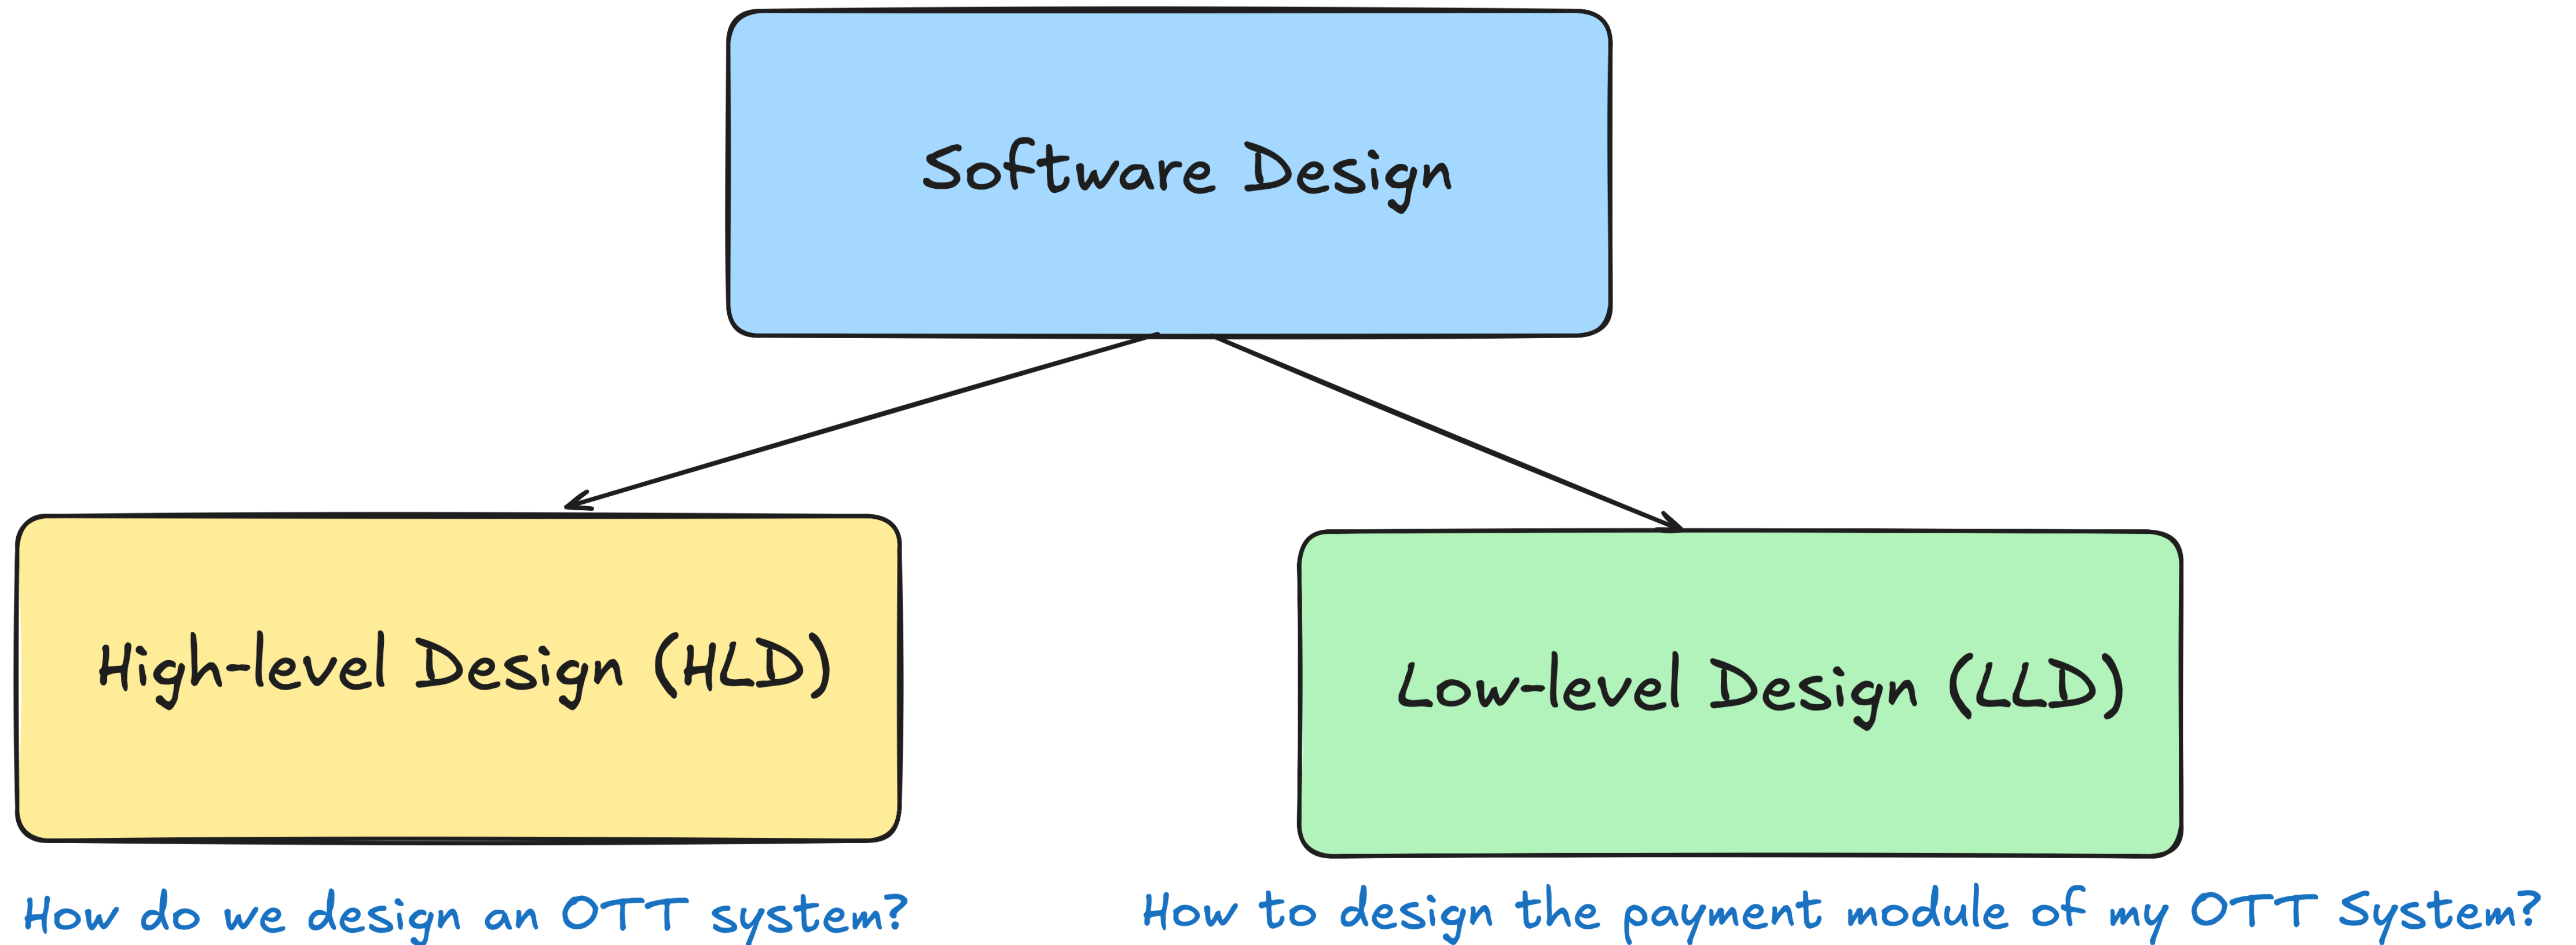 Software Design
High-level Design (HLD)
Low-level Design (LLD)
How do we design an OTT system?
How to design the payment module of my OTT System?